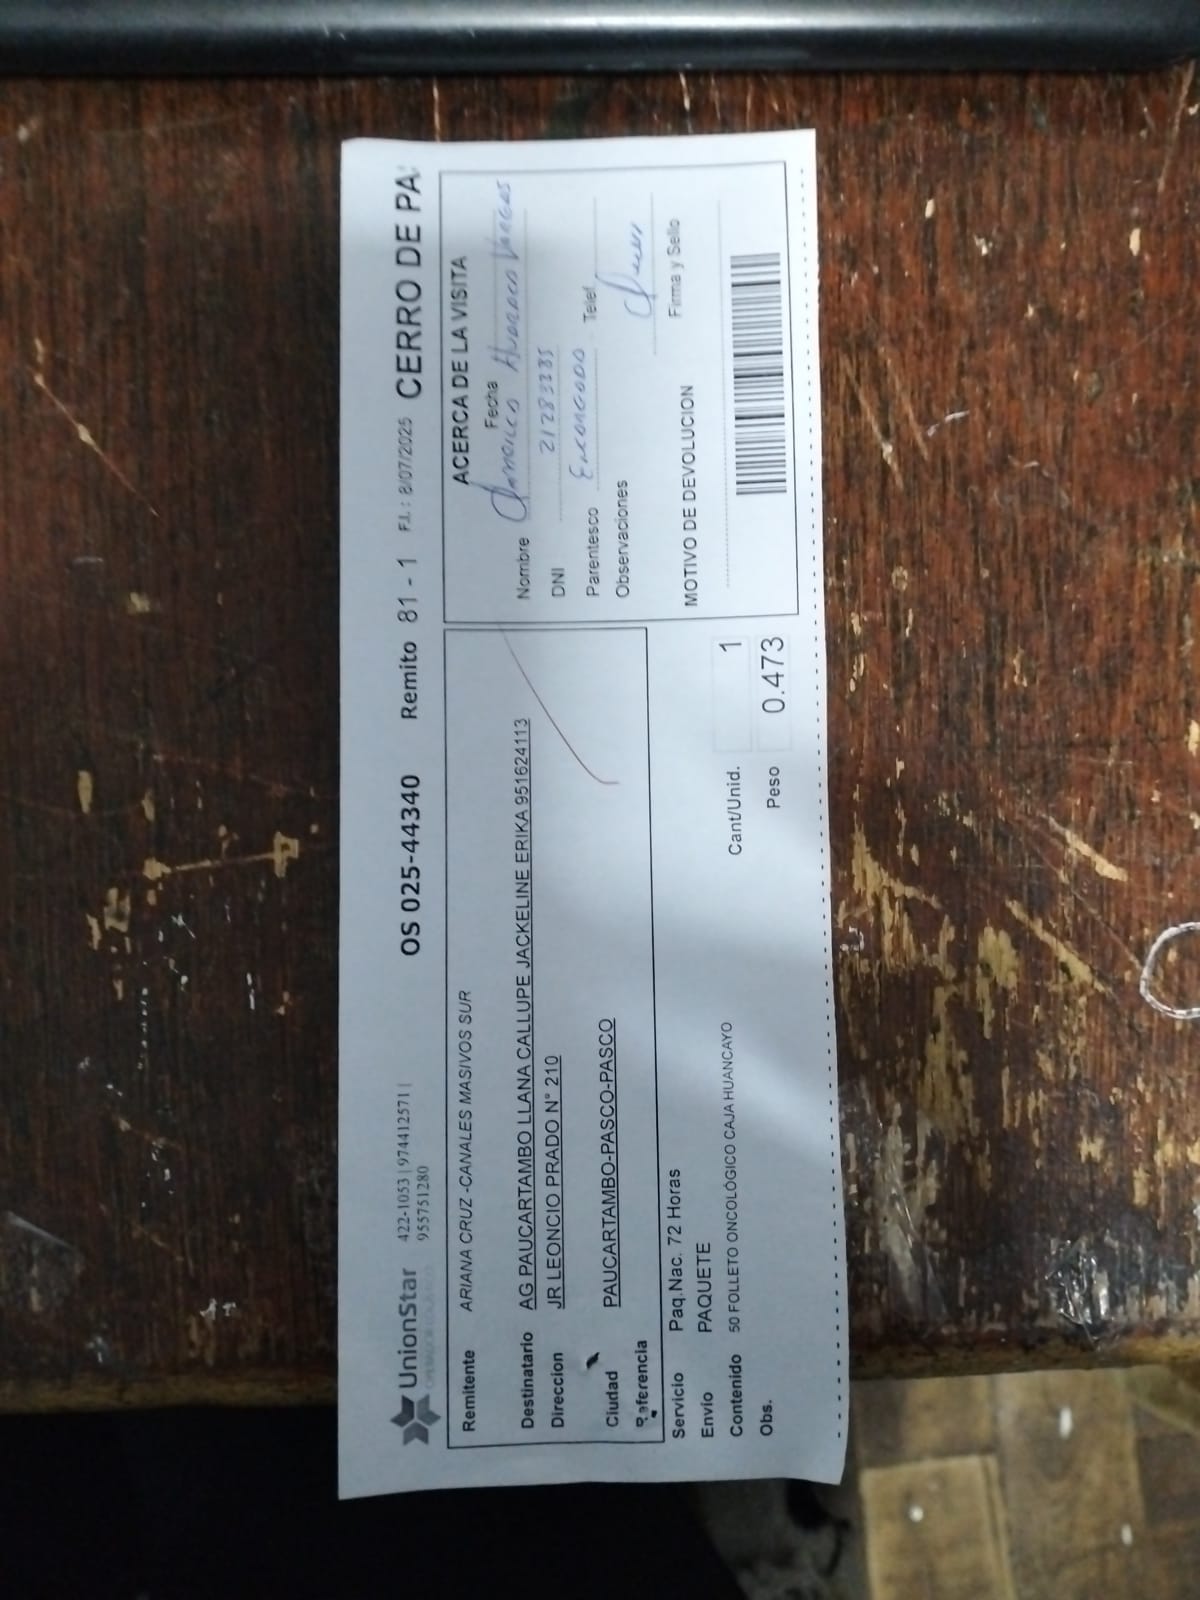 UnionStar 422-1053 | 974412571 | 955751280 OS 025-44340 Remito 81 - 1 F.I. : 8/07/2025 CERRO DE PA
Remitente ARIANA CRUZ -CANALES MASIVOS SUR
Destinatario AG PAUCARTAMBO LLANA CALLUPE JACKELINE ERIKA 951624113
Direccion JR LEONCIO PRADO N° 210
Ciudad PAUCARTAMBO-PASCO-PASCO
Referencia
Servicio Paq.Nac. 72 Horas
Envio PAQUETE
Contenido 50 FOLLETO ONCOLÓGICO CAJA HUANCAYO
Obs.
Cant/Unid. 1
Peso 0.473
ACERCA DE LA VISITA
Fecha
Nombre
DNI 21283285
Parentesco Encargado Telef.
Observaciones
Firma y Sello
MOTIVO DE DEVOLUCION